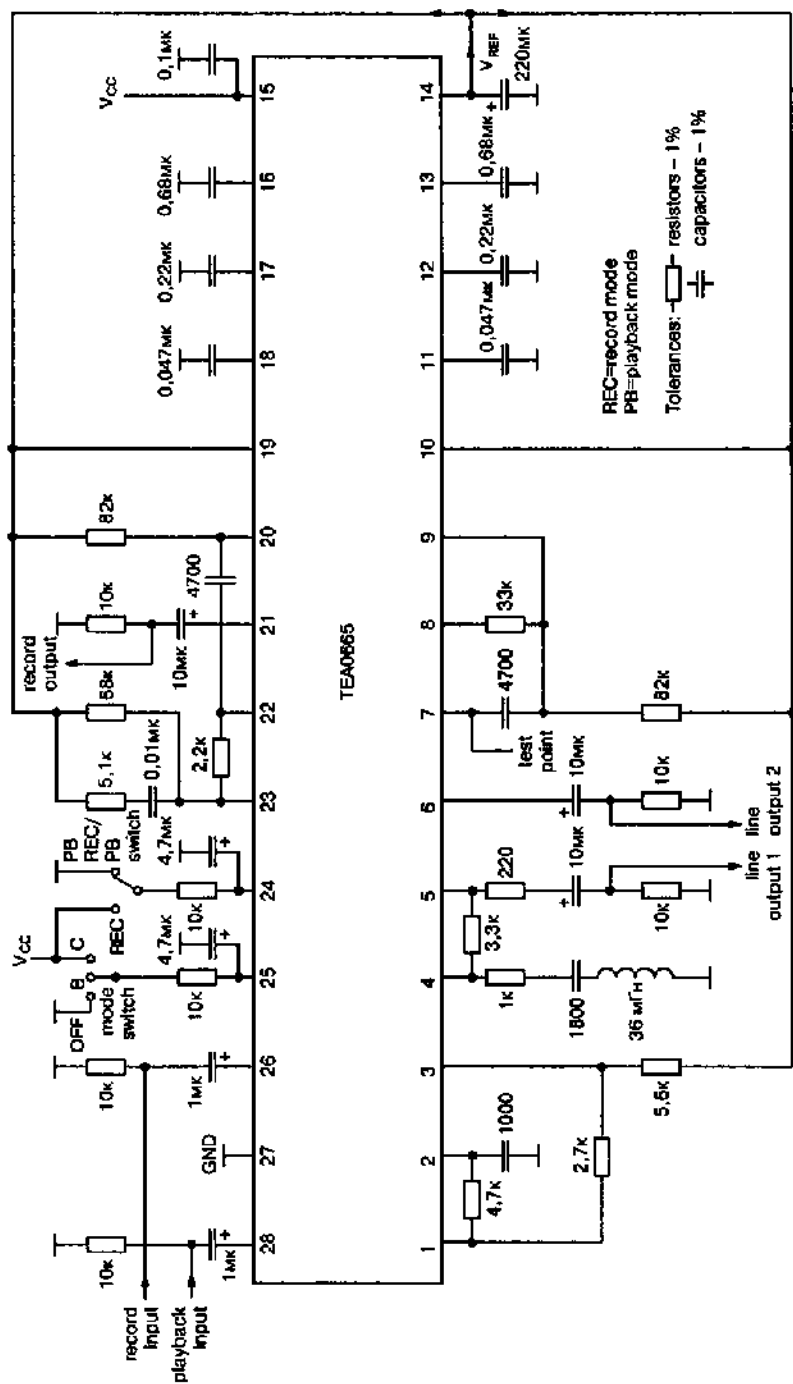 VCC
record
output
OFF
B
C
PB
REC/
PB
switch
mode
switch
REC
VCC
10к
10к
5,1к
68к
10к
82к
0,1мк
record
input
playback
input
1мк
GND
1мк
10к
4,7мк
10к
4,7мк
0,01мк
2,2к
10мк
4700
0,047мк
0,22мк
0,68мк
28
27
26
25
24
23
22
21
20
19
18
17
16
15
TEA0665
1
2
3
4
5
6
7
8
9
10
11
12
13
14
4,7к
1000
2,7к
5,6к
1к
1800
36 мГн
3,3к
220
10мк
10к
10мк
10к
test
point
4700
33к
82к
0,047мк
0,22мк
0,68мк
VREF
220мк
REC=record mode
PB=playback mode
Tolerances: – resistors – 1%
capacitors – 1%
line
output 1
line
output 2